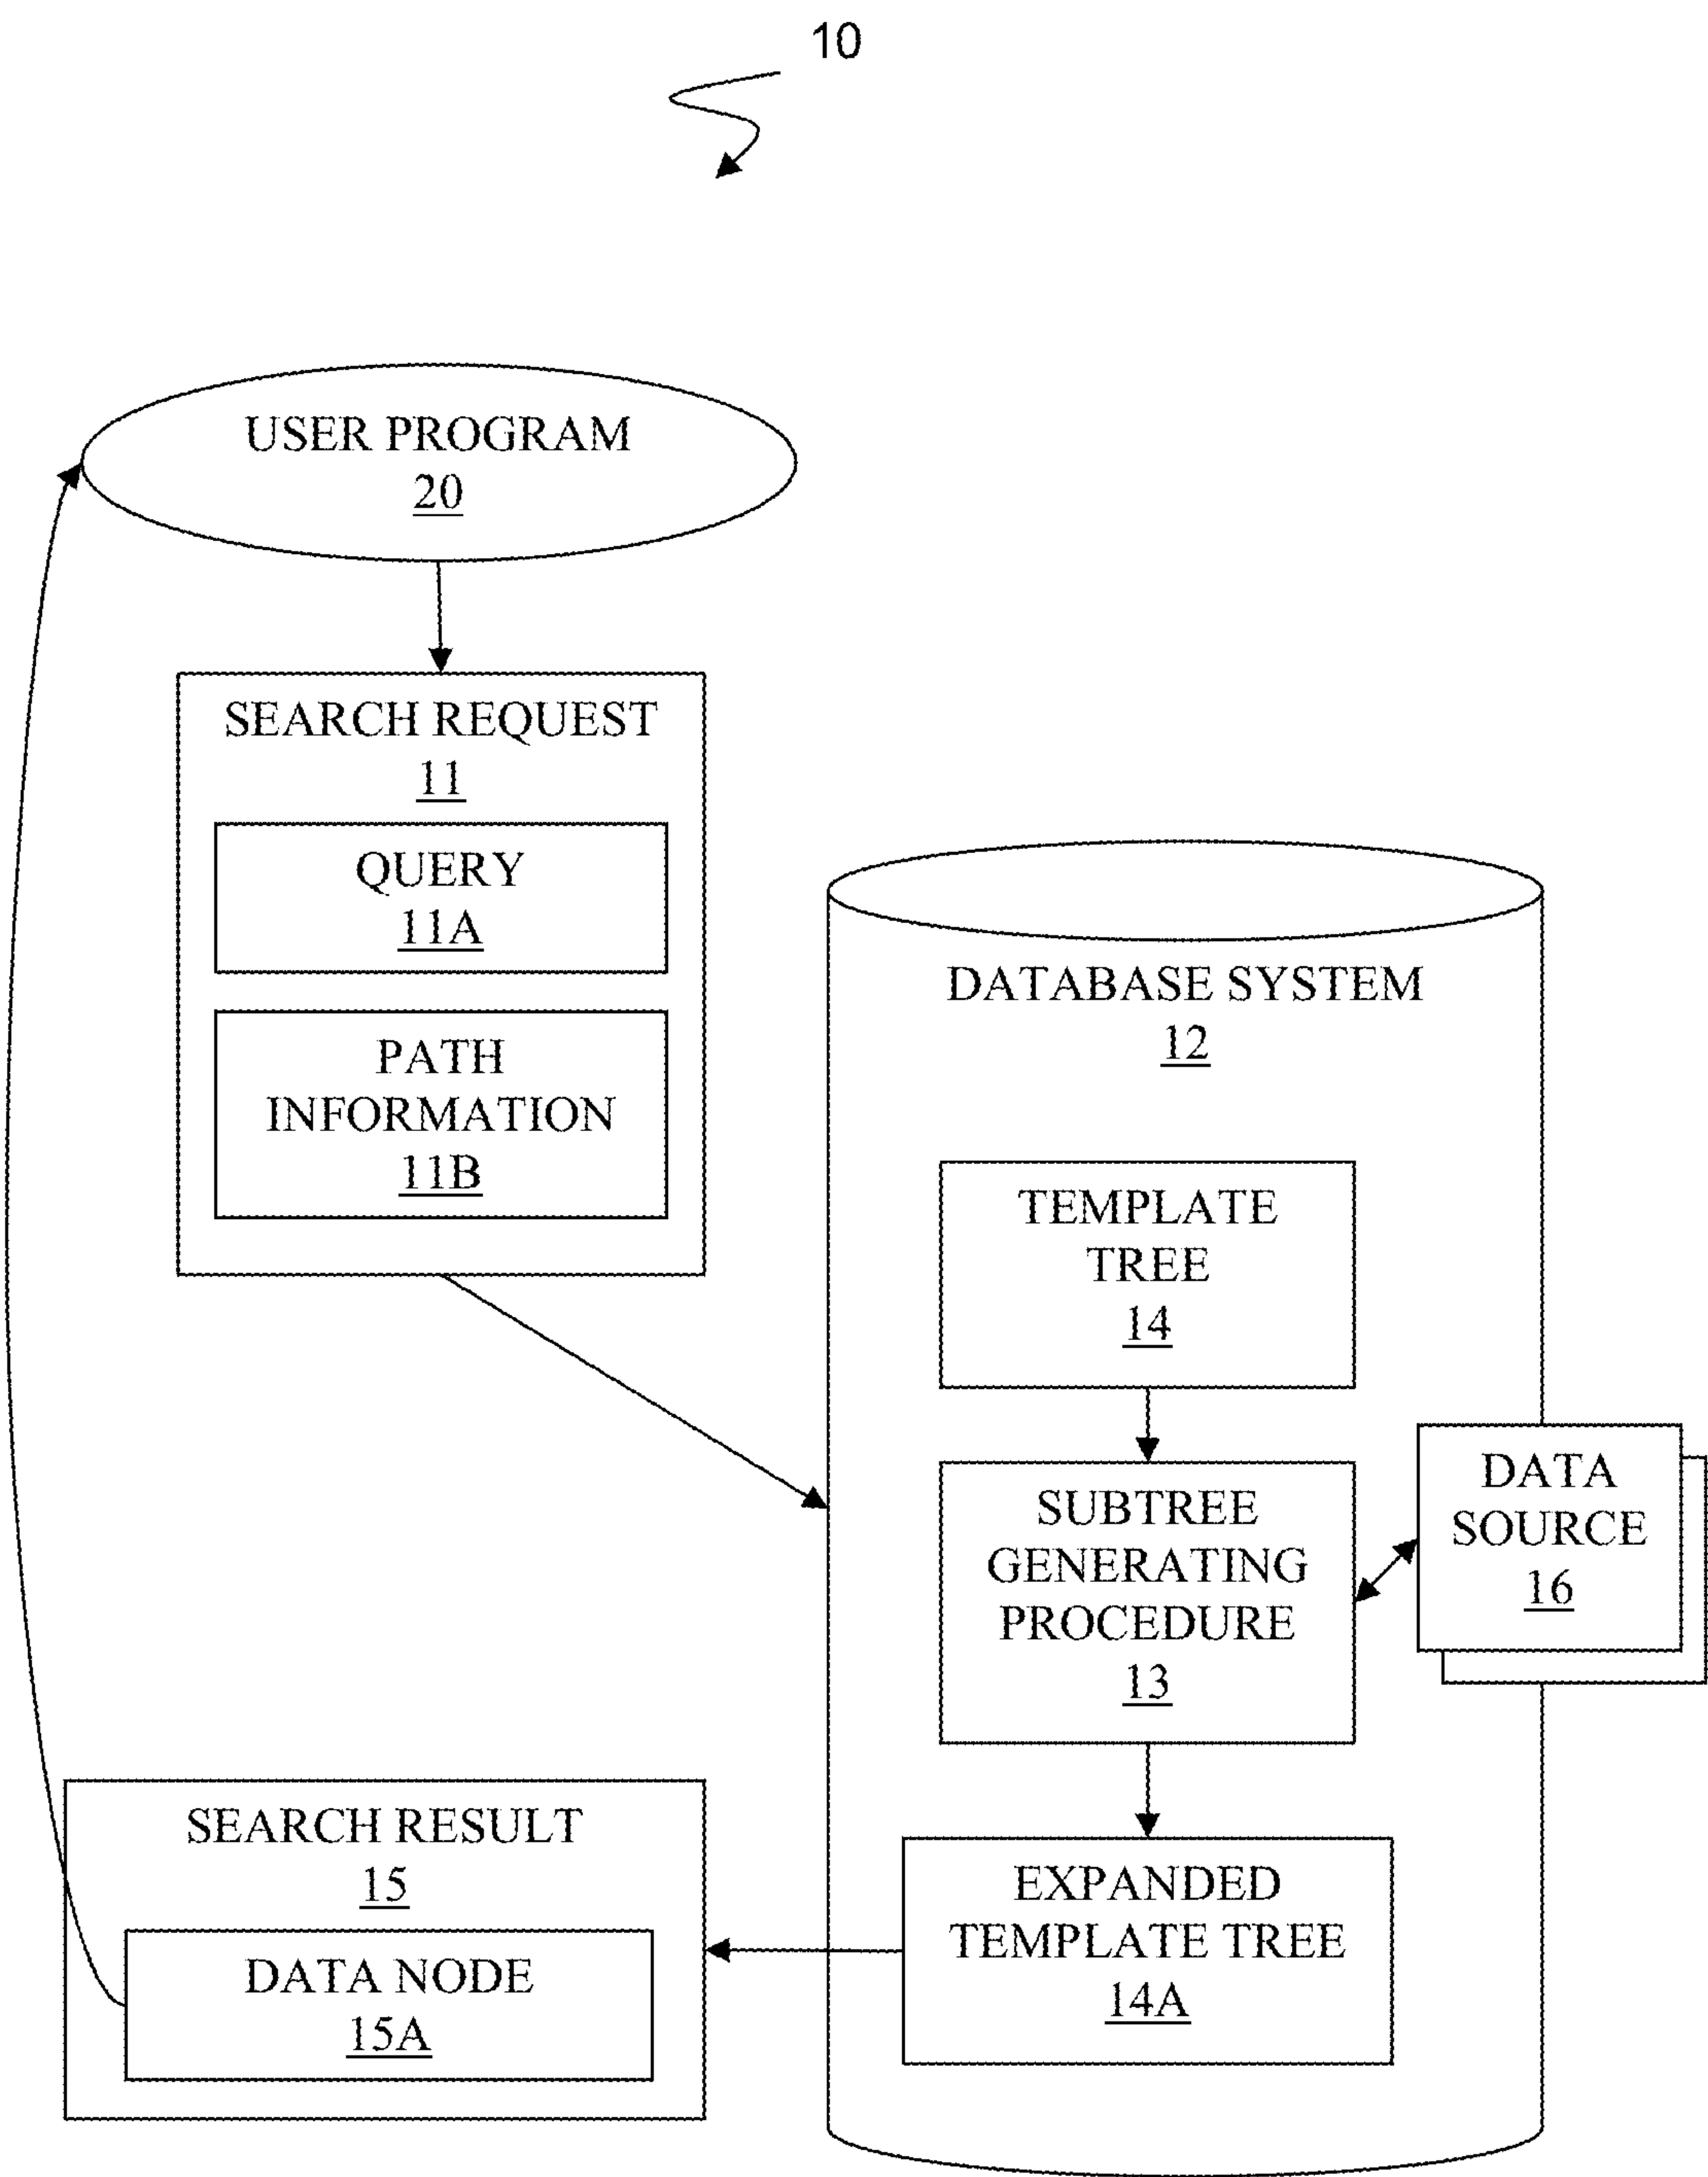 10
USER PROGRAM
20
SEARCH REQUEST
11
QUERY
11A
PATH
INFORMATION
11B
DATABASE SYSTEM
12
TEMPLATE
TREE
14
SUBTREE
GENERATING
PROCEDURE
13
DATA
SOURCE
16
EXPANDED
TEMPLATE TREE
14A
SEARCH RESULT
15
DATA NODE
15A